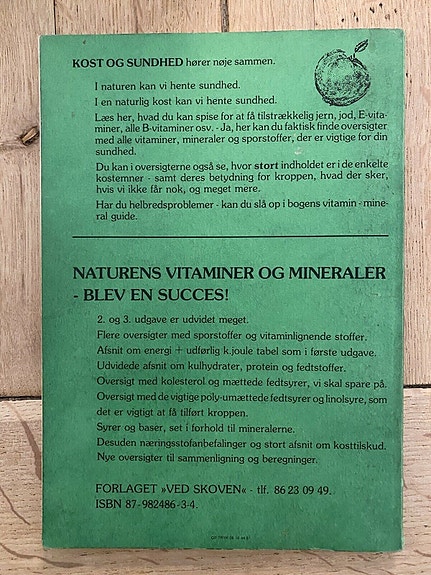 KOST OG SUNDHED hører nøje sammen.
I naturen kan vi hente sundhed.
I en naturlig kost kan vi hente sundhed.
Læs her, hvad du kan spise for at få tilstrækkelig jern, jod, E-vita-
miner, alle B-vitaminer osv. - Ja, her kan du faktisk finde oversigter
med alle vitaminer, mineraler og sporstoffer, der er vigtige for din
sundhed.
Du kan i oversigterne også se, hvor stort indholdet er i de enkelte
kostemner - samt deres betydning for kroppen, hvad der sker,
hvis vi ikke får nok, og meget mere.
Har du helbredsproblemer - kan du slå op i bogens vitamin - mine-
ral guide.
NATURENS VITAMINER OG MINERALER
- BLEV EN SUCCES!
2. og 3. udgave er udvidet meget.
Flere oversigter med sporstoffer og vitaminlignende stoffer.
Afsnit om energi + udførlig k.joule tabel som i første udgave.
Udvidede afsnit om kulhydrater, protein og fedtstoffer.
Oversigt med kolesterol og mættede fedtsyrer, vi skal spare på.
Oversigt med de vigtige poly-umættede fedtsyrer og linolsyre, som
det er vigtigt at få tilført kroppen.
Syrer og baser, set i forhold til mineralerne.
Desuden næringsstofanbefalinger og stort afsnit om kosttilskud.
Nye oversigter til sammenligning og beregninger.
FORLAGET »VED SKOVEN« - tlf. 86 23 09 49.
ISBN 87-982486-3-4.